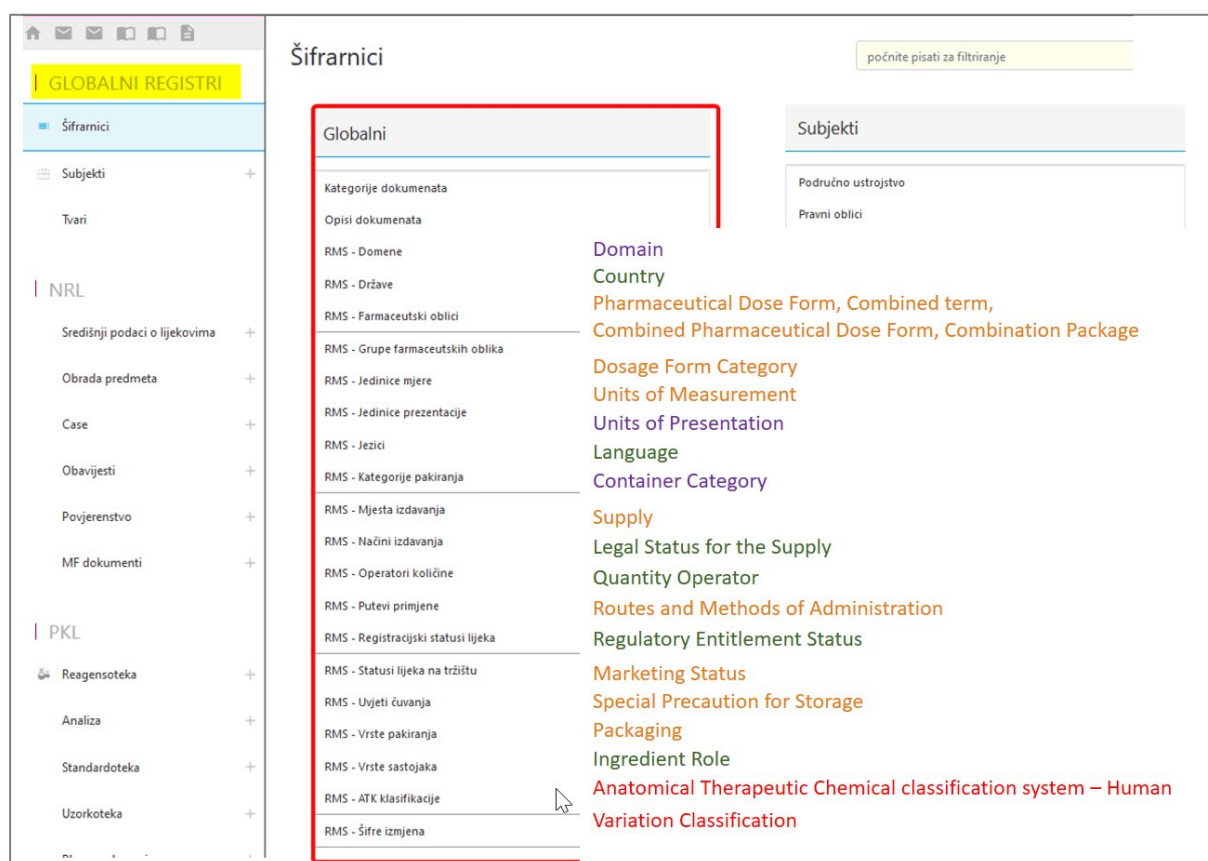 GLOBALNI REGISTRI
Šifrarnici
Subjekti
Tvari
NRL
Središnji podaci o lijekovima
Obrada predmeta
Case
Obavijesti
Povjerenstvo
MF dokumenti
PKL
Reagensoteka
Analiza
Standardoteka
Uzorkoteka
Šifrarnici
počnite pisati za filtriranje
Globalni
Kategorije dokumenata
Opisi dokumenata
RMS - Domene
RMS - Države
RMS - Farmaceutski oblici
RMS - Grupe farmaceutskih oblika
RMS - Jedinice mjere
RMS - Jedinice prezentacije
RMS - Jezici
RMS - Kategorije pakiranja
RMS - Mjesta izdavanja
RMS - Načini izdavanja
RMS - Operatori količine
RMS - Putevi primjene
RMS - Registracijski statusi lijeka
RMS - Statusi lijeka na tržištu
RMS - Uvjeti čuvanja
RMS - Vrste pakiranja
RMS - Vrste sastojaka
RMS - ATK klasifikacije
RMS - Šifre izmjena
Subjekti
Područno ustrojstvo
Pravni oblici
Domain
Country
Pharmaceutical Dose Form, Combined term,
Combined Pharmaceutical Dose Form, Combination Package
Dosage Form Category
Units of Measurement
Units of Presentation
Language
Container Category
Supply
Legal Status for the Supply
Quantity Operator
Routes and Methods of Administration
Regulatory Entitlement Status
Marketing Status
Special Precaution for Storage
Packaging
Ingredient Role
Anatomical Therapeutic Chemical classification system – Human
Variation Classification